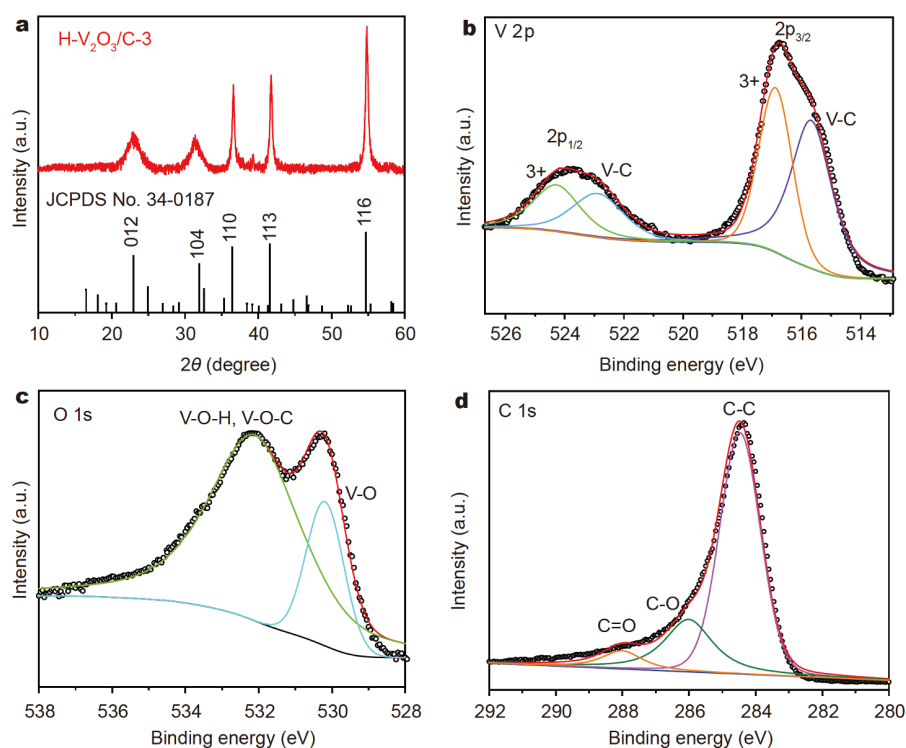 a
H-V₂O₃/C-3
JCPDS No. 34-0187
012
104
110
113
116
Intensity (a.u.)
10 20 30 40 50 60
2θ (degree)
b
V 2p
2p₃/₂
3+
V-C
2p₁/₂
3+
V-C
Intensity (a.u.)
526 524 522 520 518 516 514
Binding energy (eV)
c
O 1s
V-O-H, V-O-C
V-O
Intensity (a.u.)
538 536 534 532 530 528
Binding energy (eV)
d
C 1s
C-C
C-O
C=O
Intensity (a.u.)
292 290 288 286 284 282 280
Binding energy (eV)